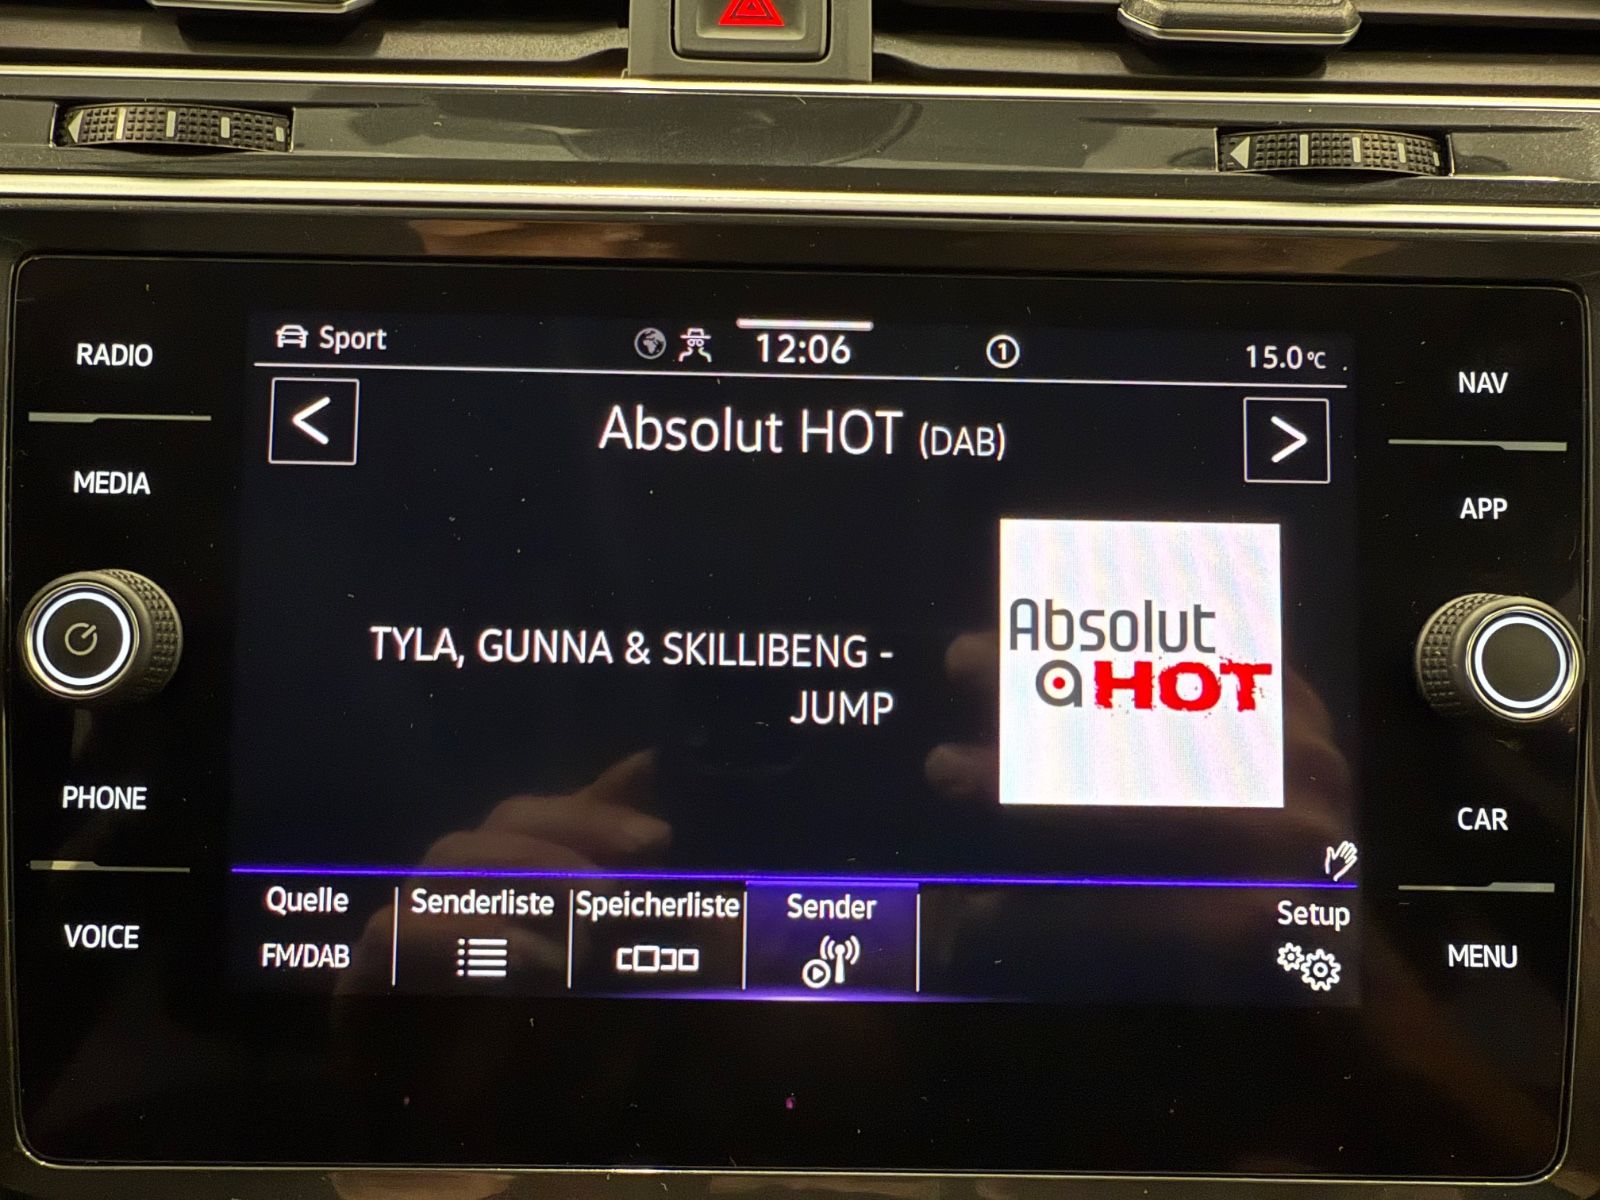 RADIO
MEDIA
PHONE
VOICE
Sport
12:06
1
15.0 °C
Absolut HOT (DAB)
TYLA, GUNNA & SKILLIBENG -
JUMP
Absolut
a HOT
Quelle
FM/DAB
Senderliste
Speicherliste
Sender
Setup
NAV
APP
CAR
MENU